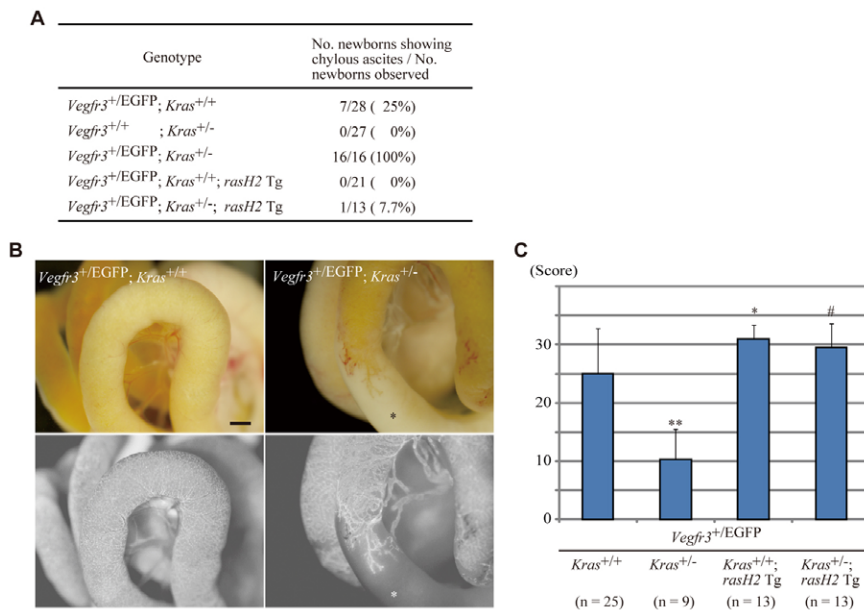 A
Genotype No. newborns showing chylous ascites / No. newborns observed
Vegfr3+/EGFP; Kras+/+ 7/28 ( 25%)
Vegfr3+/+ ; Kras+/- 0/27 ( 0%)
Vegfr3+/EGFP; Kras+/- 16/16 (100%)
Vegfr3+/EGFP; Kras+/+; rasH2 Tg 0/21 ( 0%)
Vegfr3+/EGFP; Kras+/-; rasH2 Tg 1/13 ( 7.7%)
B
Vegfr3+/EGFP; Kras+/+
Vegfr3+/EGFP; Kras+/-
*
*
C
(Score)
30
20
10
0
**
*
#
Vegfr3+/EGFP
Kras+/+ Kras+/- Kras+/+; Kras+/-;
rasH2 Tg rasH2 Tg
(n = 25) (n = 9) (n = 13) (n = 13)